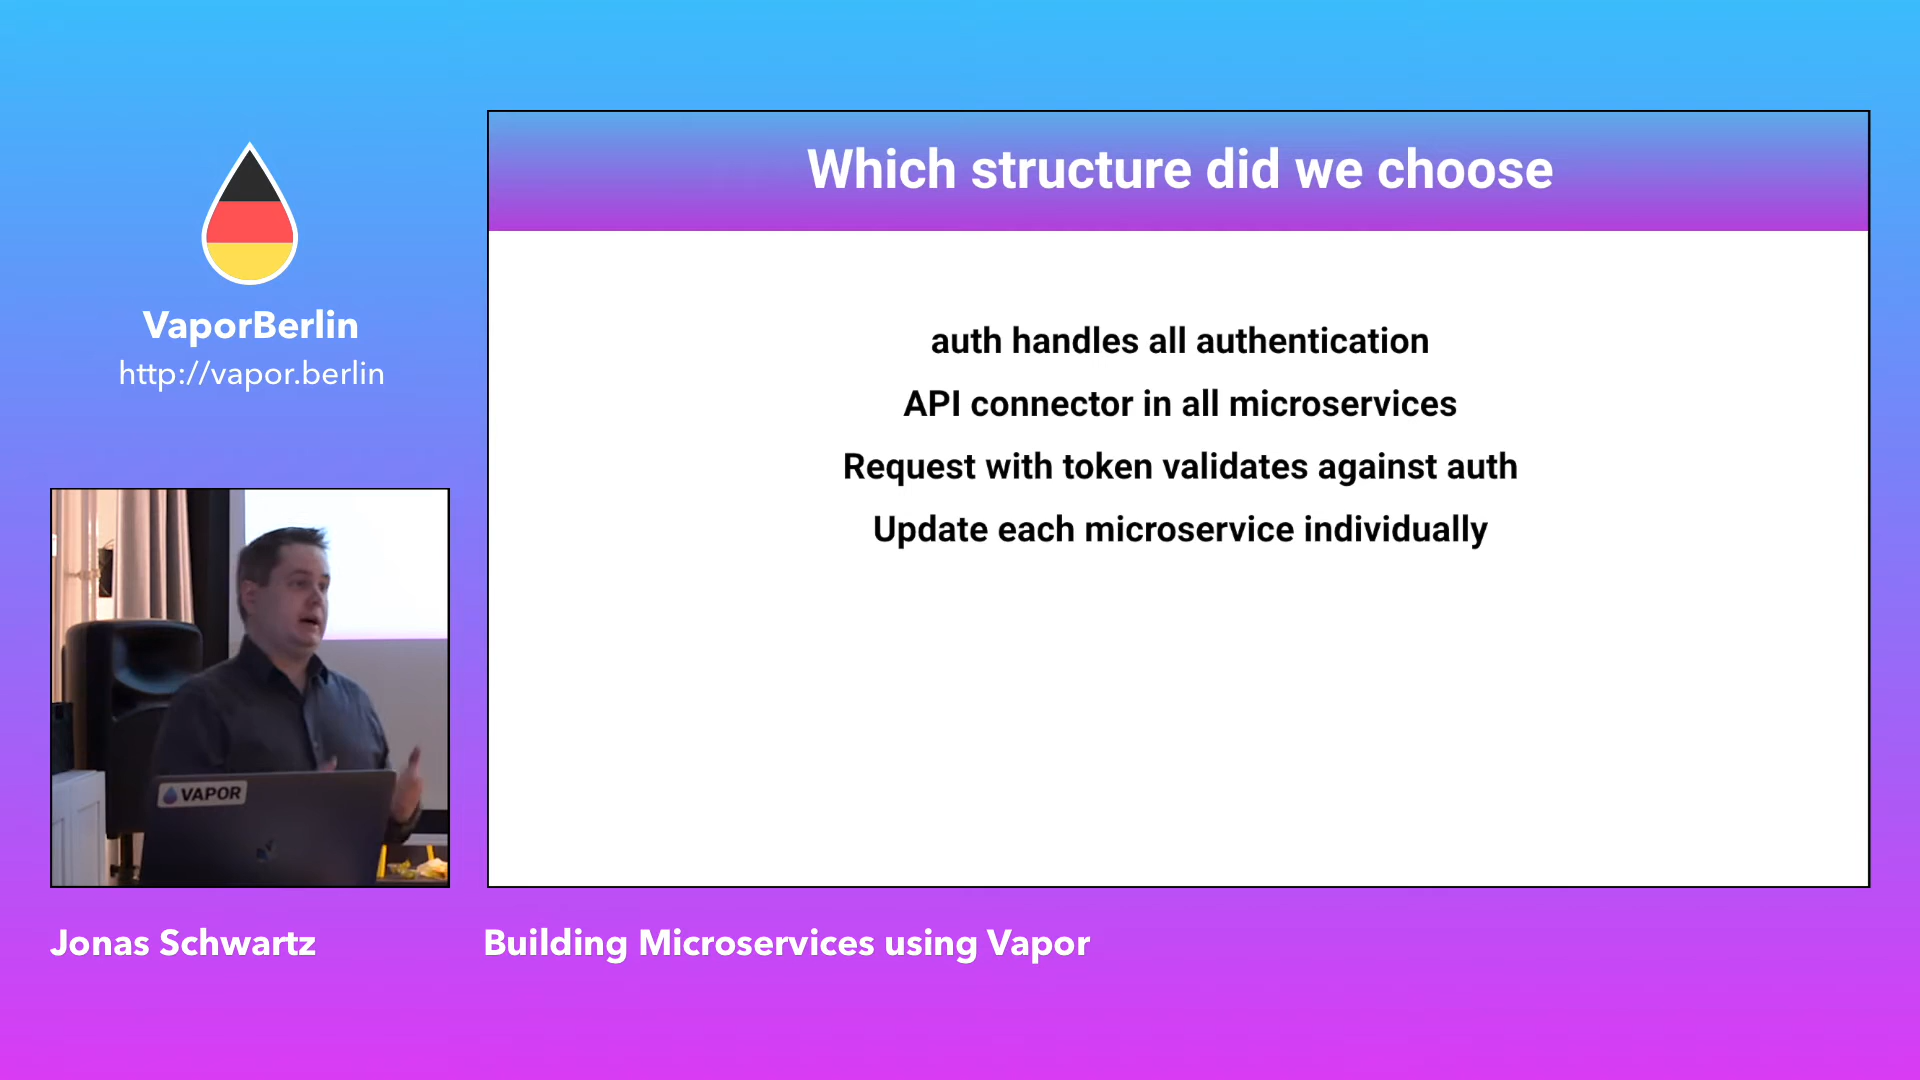 VaporBerlin
http://vapor.berlin
Which structure did we choose
auth handles all authentication
API connector in all microservices
Request with token validates against auth
Update each microservice individually
VAPOR
Jonas Schwartz
Building Microservices using Vapor